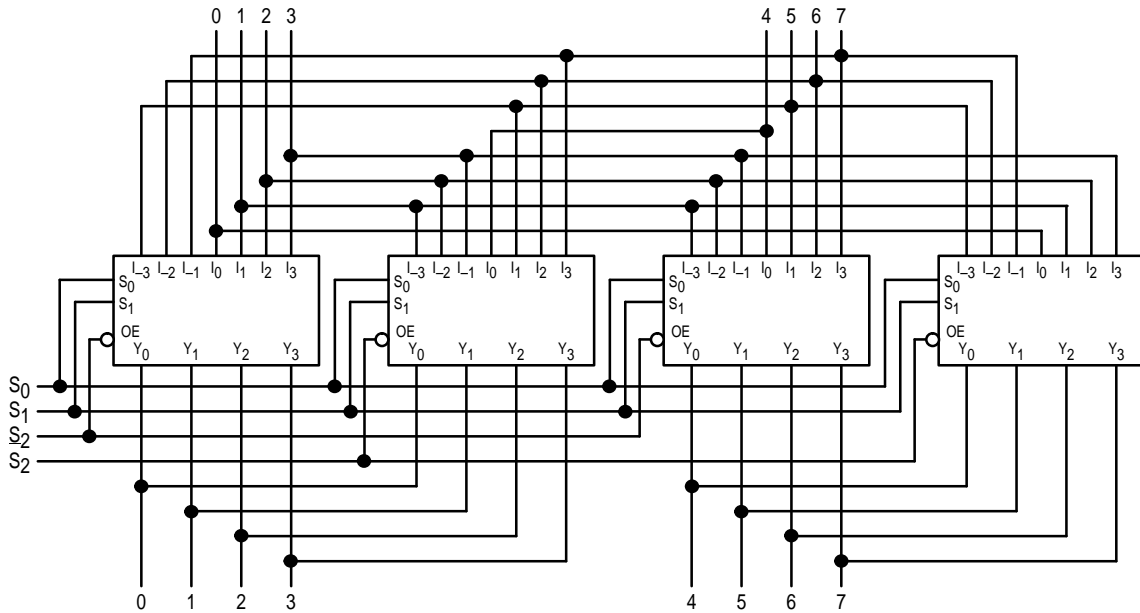 0 1 2 3 4 5 6 7
I–3 I–2 I–1 I0 I1 I2 I3
S0
S1
OE
Y0 Y1 Y2 Y3
I–3 I–2 I–1 I0 I1 I2 I3
S0
S1
OE
Y0 Y1 Y2 Y3
I–3 I–2 I–1 I0 I1 I2 I3
S0
S1
OE
Y0 Y1 Y2 Y3
I–3 I–2 I–1 I0 I1 I2 I3
S0
S1
OE
Y0 Y1 Y2 Y3
S0
S1
S2
S2
0 1 2 3 4 5 6 7